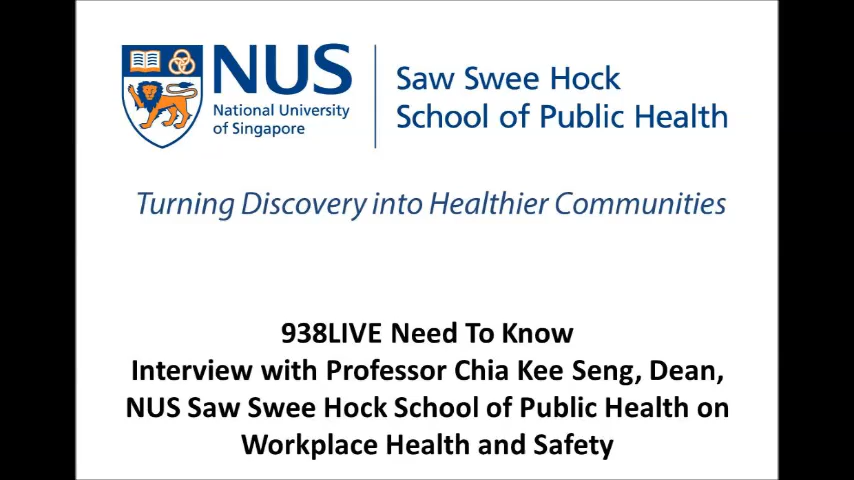 NUS
National University
of Singapore
Saw Swee Hock
School of Public Health
Turning Discovery into Healthier Communities
938LIVE Need To Know
Interview with Professor Chia Kee Seng, Dean,
NUS Saw Swee Hock School of Public Health on
Workplace Health and Safety